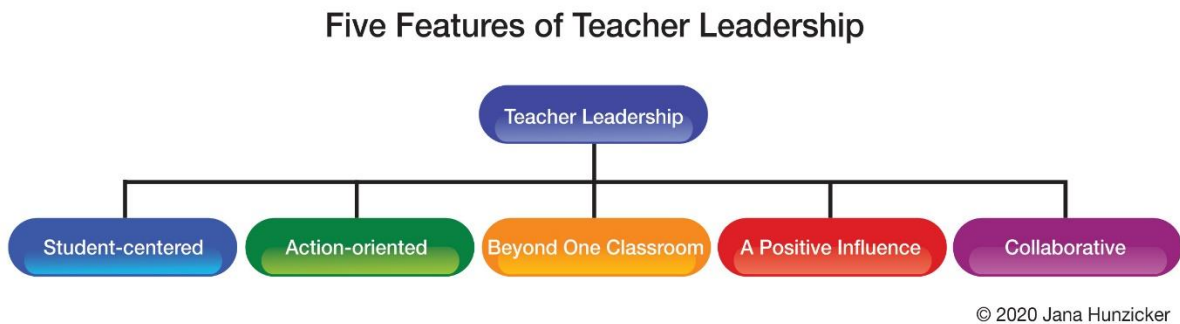 Five Features of Teacher Leadership
Teacher Leadership
Student-centered
Action-oriented
Beyond One Classroom
A Positive Influence
Collaborative
© 2020 Jana Hunzicker